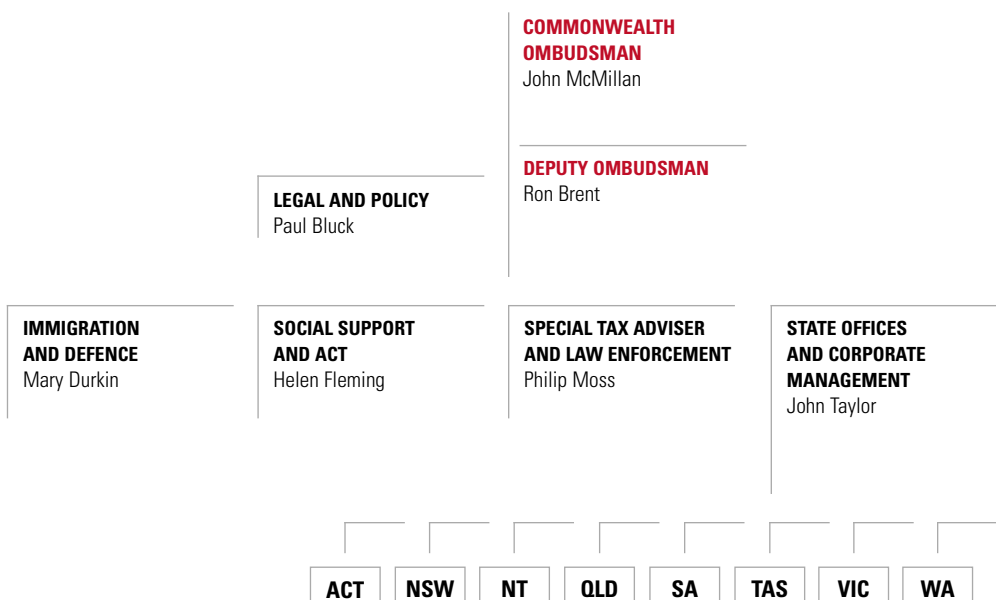 COMMONWEALTH
OMBUDSMAN
John McMillan
DEPUTY OMBUDSMAN
Ron Brent
LEGAL AND POLICY
Paul Bluck
IMMIGRATION
AND DEFENCE
Mary Durkin
SOCIAL SUPPORT
AND ACT
Helen Fleming
SPECIAL TAX ADVISER
AND LAW ENFORCEMENT
Philip Moss
STATE OFFICES
AND CORPORATE
MANAGEMENT
John Taylor
ACT NSW NT QLD SA TAS VIC WA